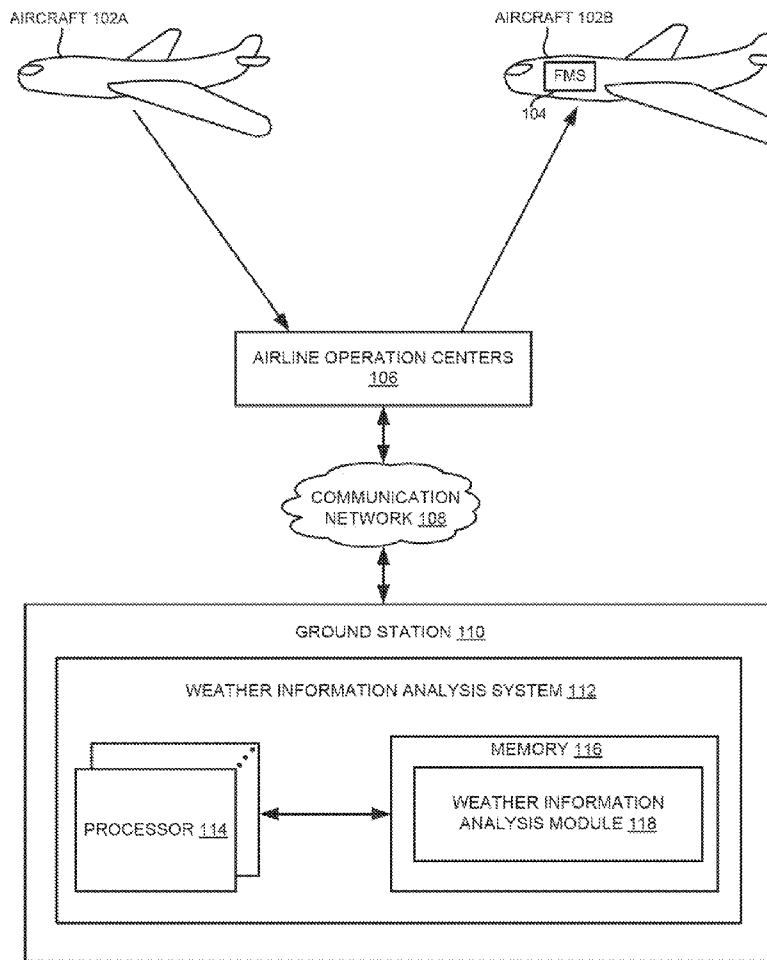 AIRCRAFT 102A
AIRCRAFT 102B
FMS
104
AIRLINE OPERATION CENTERS
106
COMMUNICATION
NETWORK 108
GROUND STATION 110
WEATHER INFORMATION ANALYSIS SYSTEM 112
MEMORY 116
WEATHER INFORMATION
ANALYSIS MODULE 118
PROCESSOR 114